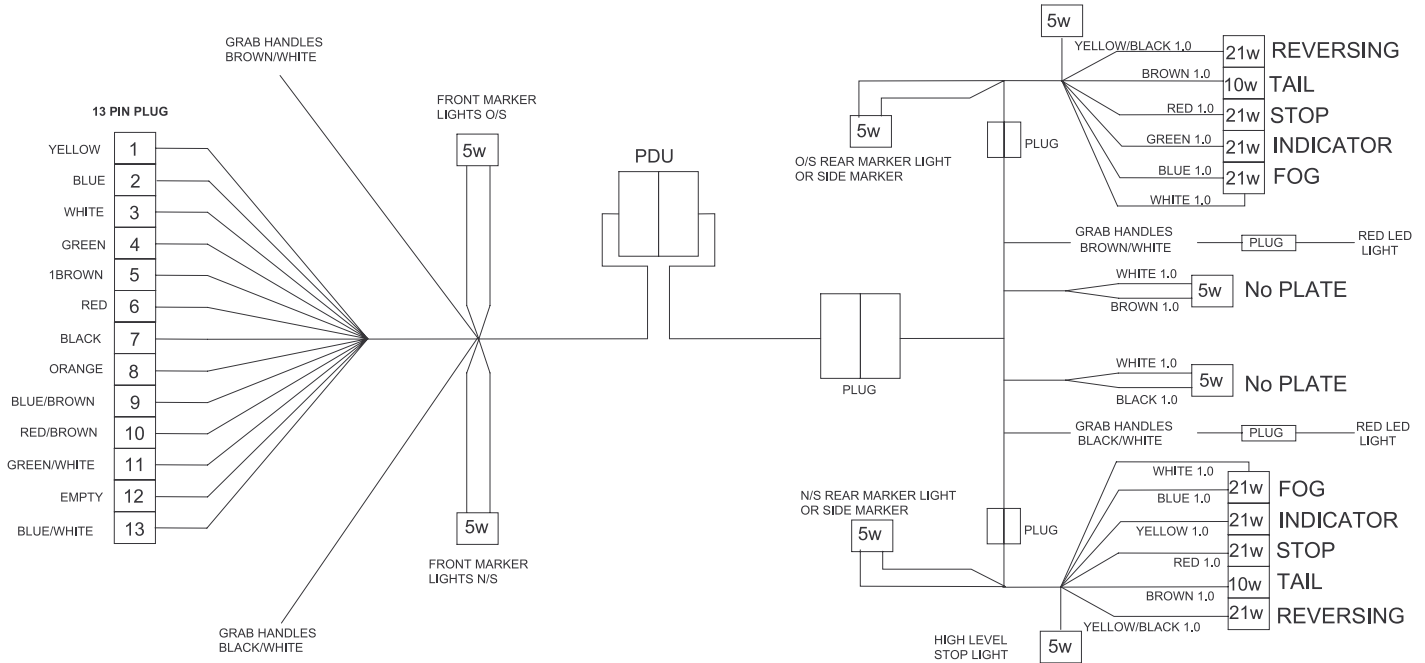 GRAB HANDLES
BROWN/WHITE
13 PIN PLUG
YELLOW 1
BLUE 2
WHITE 3
GREEN 4
1BROWN 5
RED 6
BLACK 7
ORANGE 8
BLUE/BROWN 9
RED/BROWN 10
GREEN/WHITE 11
EMPTY 12
BLUE/WHITE 13
GRAB HANDLES
BLACK/WHITE
FRONT MARKER
LIGHTS O/S
5w
5w
FRONT MARKER
LIGHTS N/S
PDU
PLUG
5w
O/S REAR MARKER LIGHT
OR SIDE MARKER
PLUG
5w
YELLOW/BLACK 1.0 21w REVERSING
BROWN 1.0 10w TAIL
RED 1.0 21w STOP
GREEN 1.0 21w INDICATOR
BLUE 1.0 21w FOG
WHITE 1.0
GRAB HANDLES
BROWN/WHITE
PLUG
RED LED
LIGHT
WHITE 1.0
5w No PLATE
BROWN 1.0
WHITE 1.0
5w No PLATE
BLACK 1.0
GRAB HANDLES
BLACK/WHITE
PLUG
RED LED
LIGHT
N/S REAR MARKER LIGHT
OR SIDE MARKER
5w
PLUG
WHITE 1.0
BLUE 1.0 21w FOG
YELLOW 1.0 21w INDICATOR
RED 1.0 21w STOP
BROWN 1.0 10w TAIL
YELLOW/BLACK 1.0 21w REVERSING
HIGH LEVEL
STOP LIGHT
5w